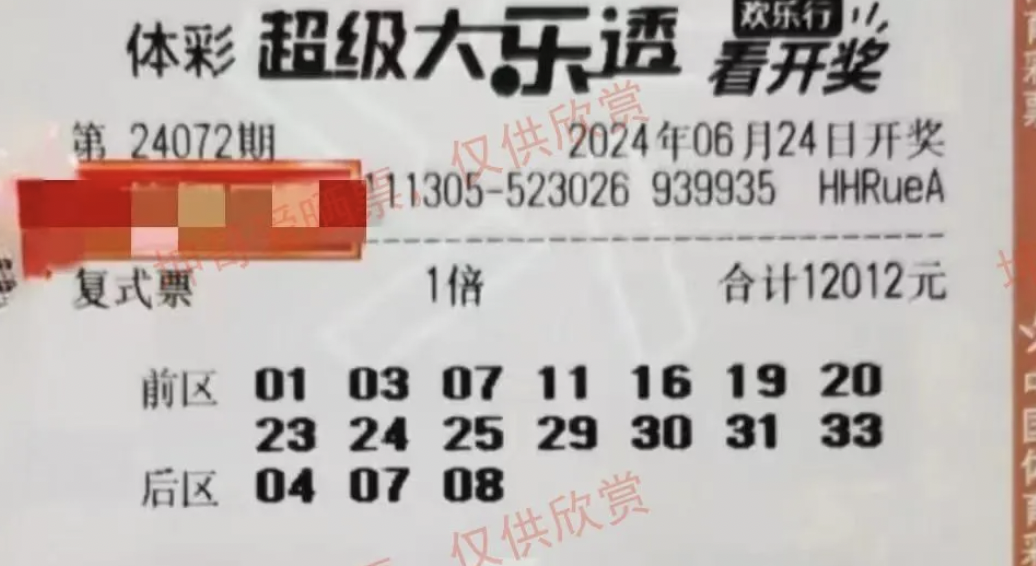 体彩 超级大乐透 欢乐行 看开奖
第 24072期 2024年06月24日开奖
111305-523026 939935 HHRueA
复式票 1倍 合计12012元
前区 01 03 07 11 16 19 20
23 24 25 29 30 31 33
后区 04 07 08
仅供欣赏
仅供欣赏